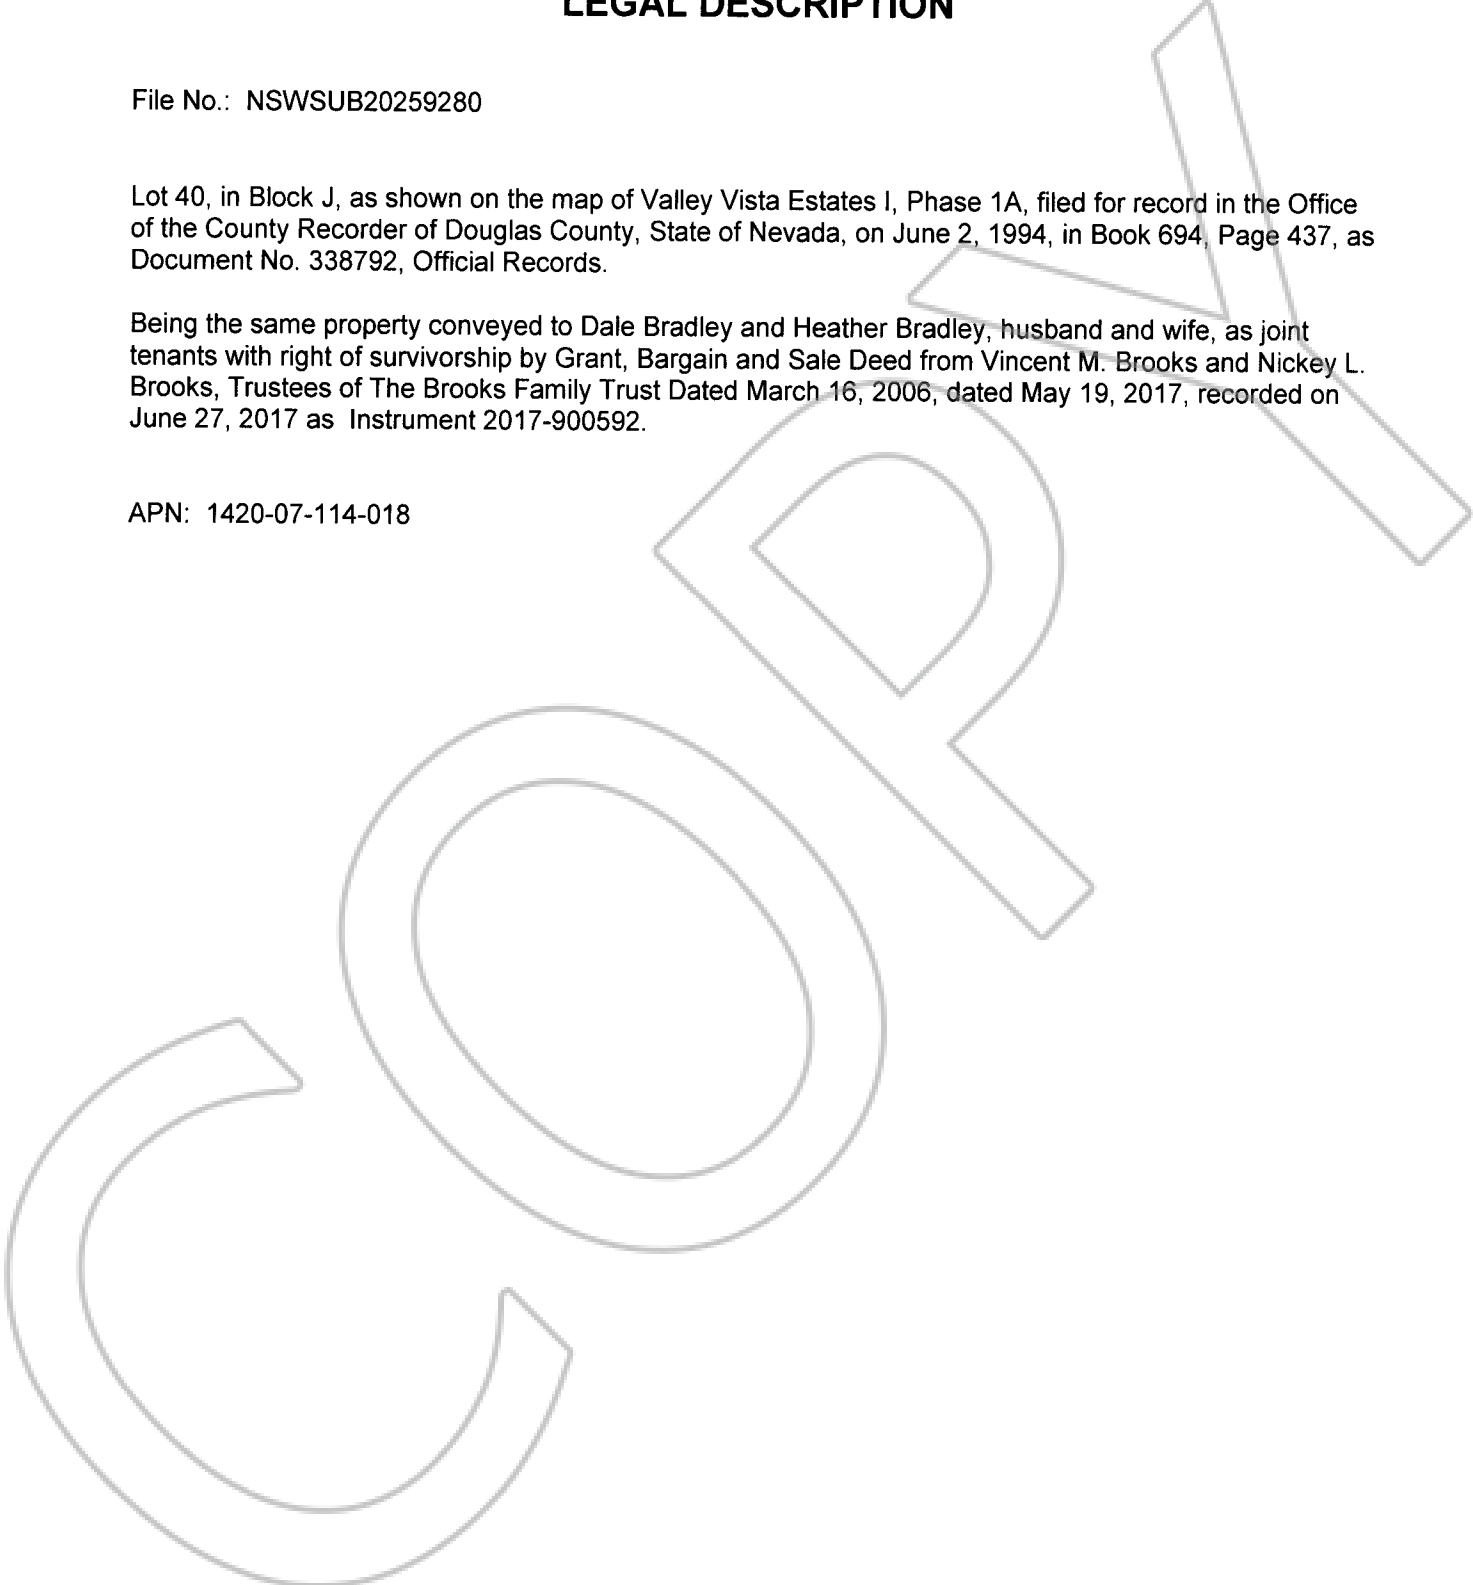 LEGAL DESCRIPTION
File No.: NSWSUB20259280
Lot 40, in Block J, as shown on the map of Valley Vista Estates I, Phase 1A, filed for record in the Office
of the County Recorder of Douglas County, State of Nevada, on June 2, 1994, in Book 694, Page 437, as
Document No. 338792, Official Records.
Being the same property conveyed to Dale Bradley and Heather Bradley, husband and wife, as joint
tenants with right of survivorship by Grant, Bargain and Sale Deed from Vincent M. Brooks and Nickey L.
Brooks, Trustees of The Brooks Family Trust Dated March 16, 2006, dated May 19, 2017, recorded on
June 27, 2017 as Instrument 2017-900592.
APN: 1420-07-114-018
COPY